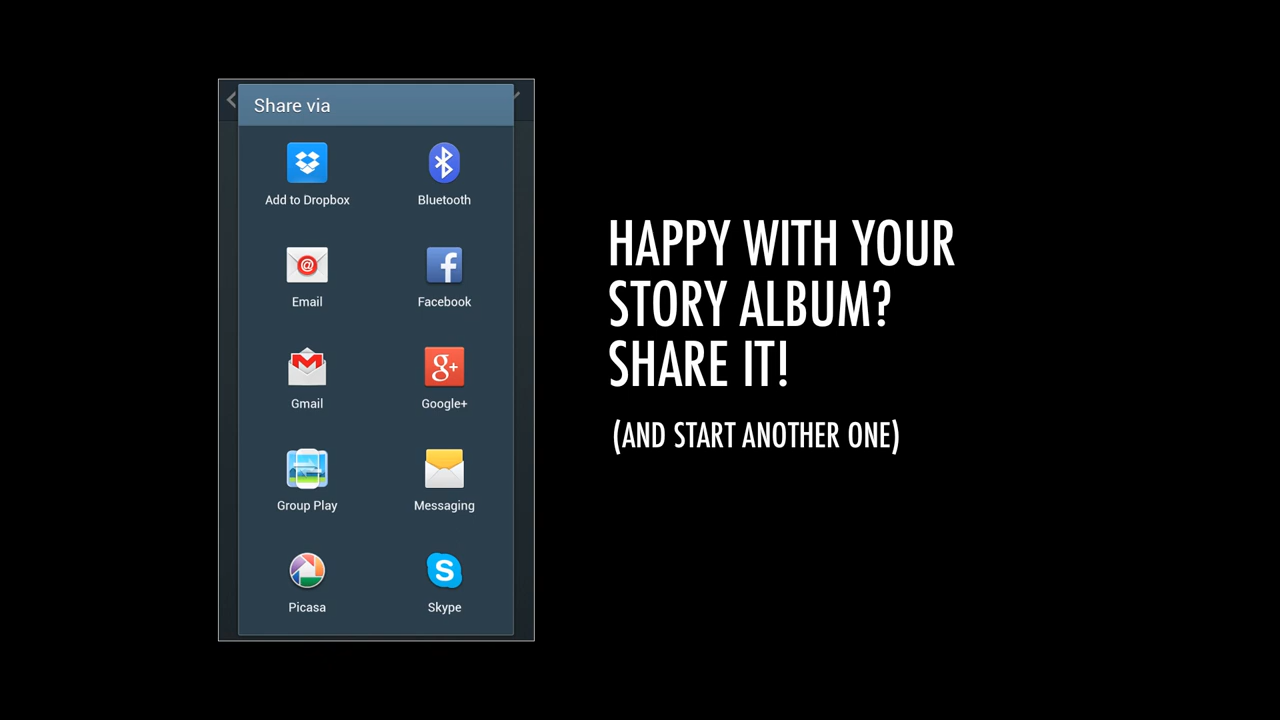 Share via
Add to Dropbox
Bluetooth
@
Email
f
Facebook
M
Gmail
g+
Google+
Group Play
Messaging
Picasa
S
Skype
HAPPY WITH YOUR
STORY ALBUM?
SHARE IT!
(AND START ANOTHER ONE)